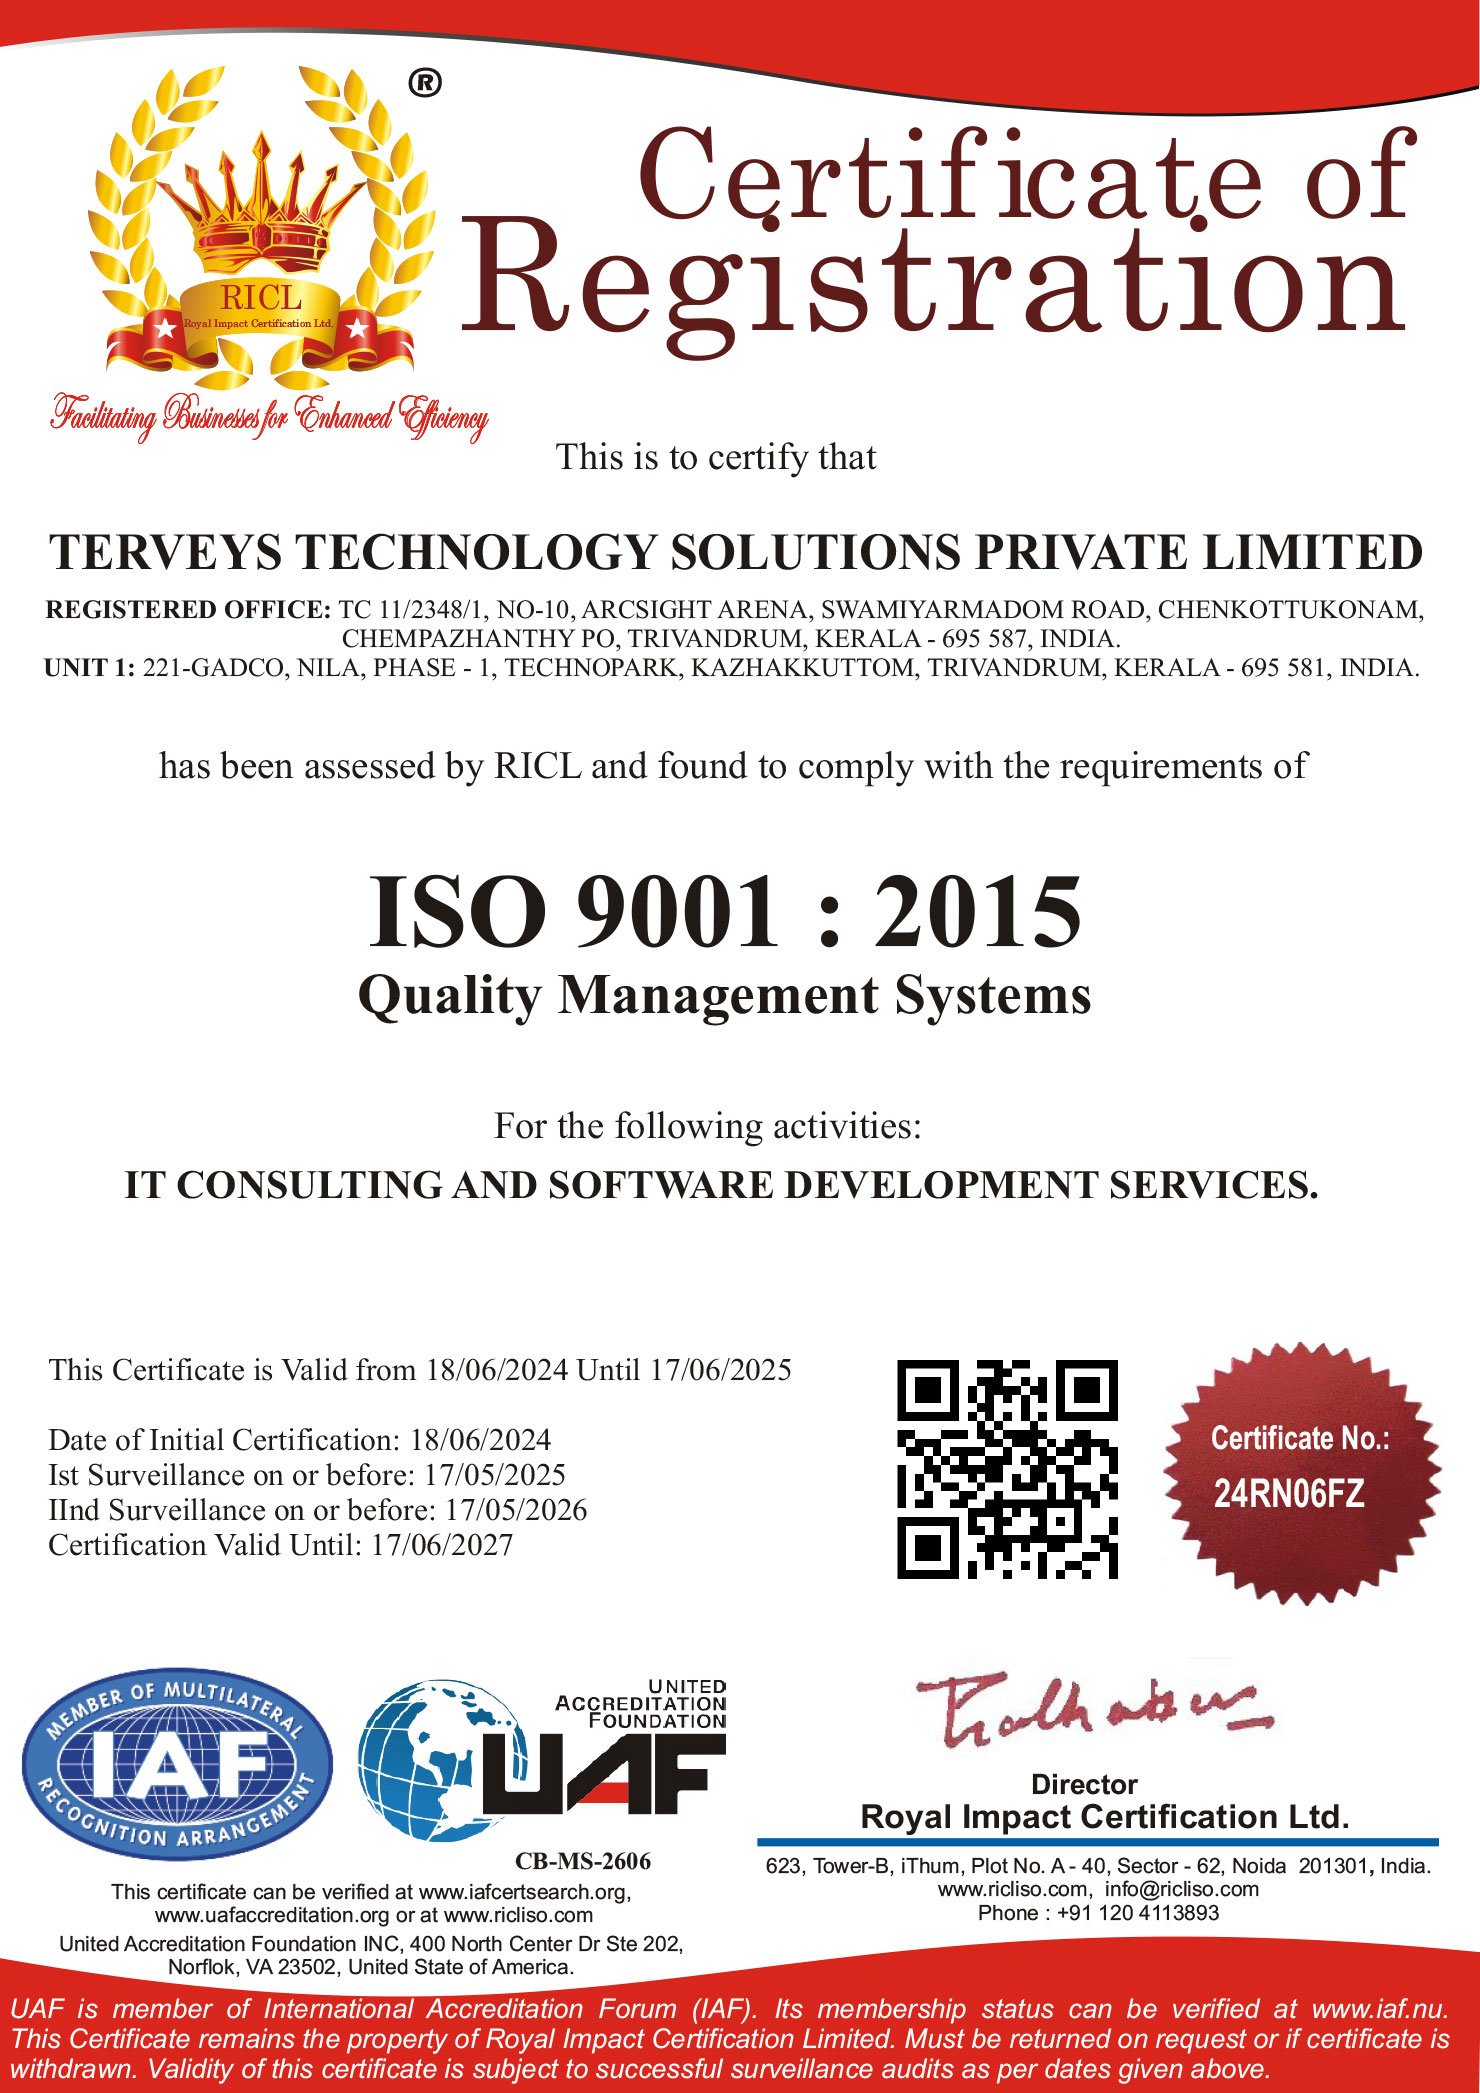 ®
Certificate of
Registration
RICL
Royal Impact Certification Ltd.
Facilitating Businesses for Enhanced Efficiency
This is to certify that
TERVEYS TECHNOLOGY SOLUTIONS PRIVATE LIMITED
REGISTERED OFFICE: TC 11/2348/1, NO-10, ARCSIGHT ARENA, SWAMIYARMADOM ROAD, CHENKOTTUKONAM,
CHEMPAZHANTHY PO, TRIVANDRUM, KERALA - 695 587, INDIA.
UNIT 1: 221-GADCO, NILA, PHASE - 1, TECHNOPARK, KAZHAKKUTTOM, TRIVANDRUM, KERALA - 695 581, INDIA.
has been assessed by RICL and found to comply with the requirements of
ISO 9001 : 2015
Quality Management Systems
For the following activities:
IT CONSULTING AND SOFTWARE DEVELOPMENT SERVICES.
This Certificate is Valid from 18/06/2024 Until 17/06/2025
Date of Initial Certification: 18/06/2024
Ist Surveillance on or before: 17/05/2025
IInd Surveillance on or before: 17/05/2026
Certification Valid Until: 17/06/2027
Certificate No.:
24RN06FZ
MEMBER OF MULTILATERAL
IAF
RECOGNITION ARRANGEMENT
UNITED
ACCREDITATION
FOUNDATION
UAF
CB-MS-2606
This certificate can be verified at www.iafcertsearch.org,
www.uafaccreditation.org or at www.ricliso.com
United Accreditation Foundation INC, 400 North Center Dr Ste 202,
Norflok, VA 23502, United State of America.
Director
Royal Impact Certification Ltd.
623, Tower-B, iThum, Plot No. A - 40, Sector - 62, Noida 201301, India.
www.ricliso.com, info@ricliso.com
Phone : +91 120 4113893
UAF is member of International Accreditation Forum (IAF). Its membership status can be verified at www.iaf.nu.
This Certificate remains the property of Royal Impact Certification Limited. Must be returned on request or if certificate is
withdrawn. Validity of this certificate is subject to successful surveillance audits as per dates given above.